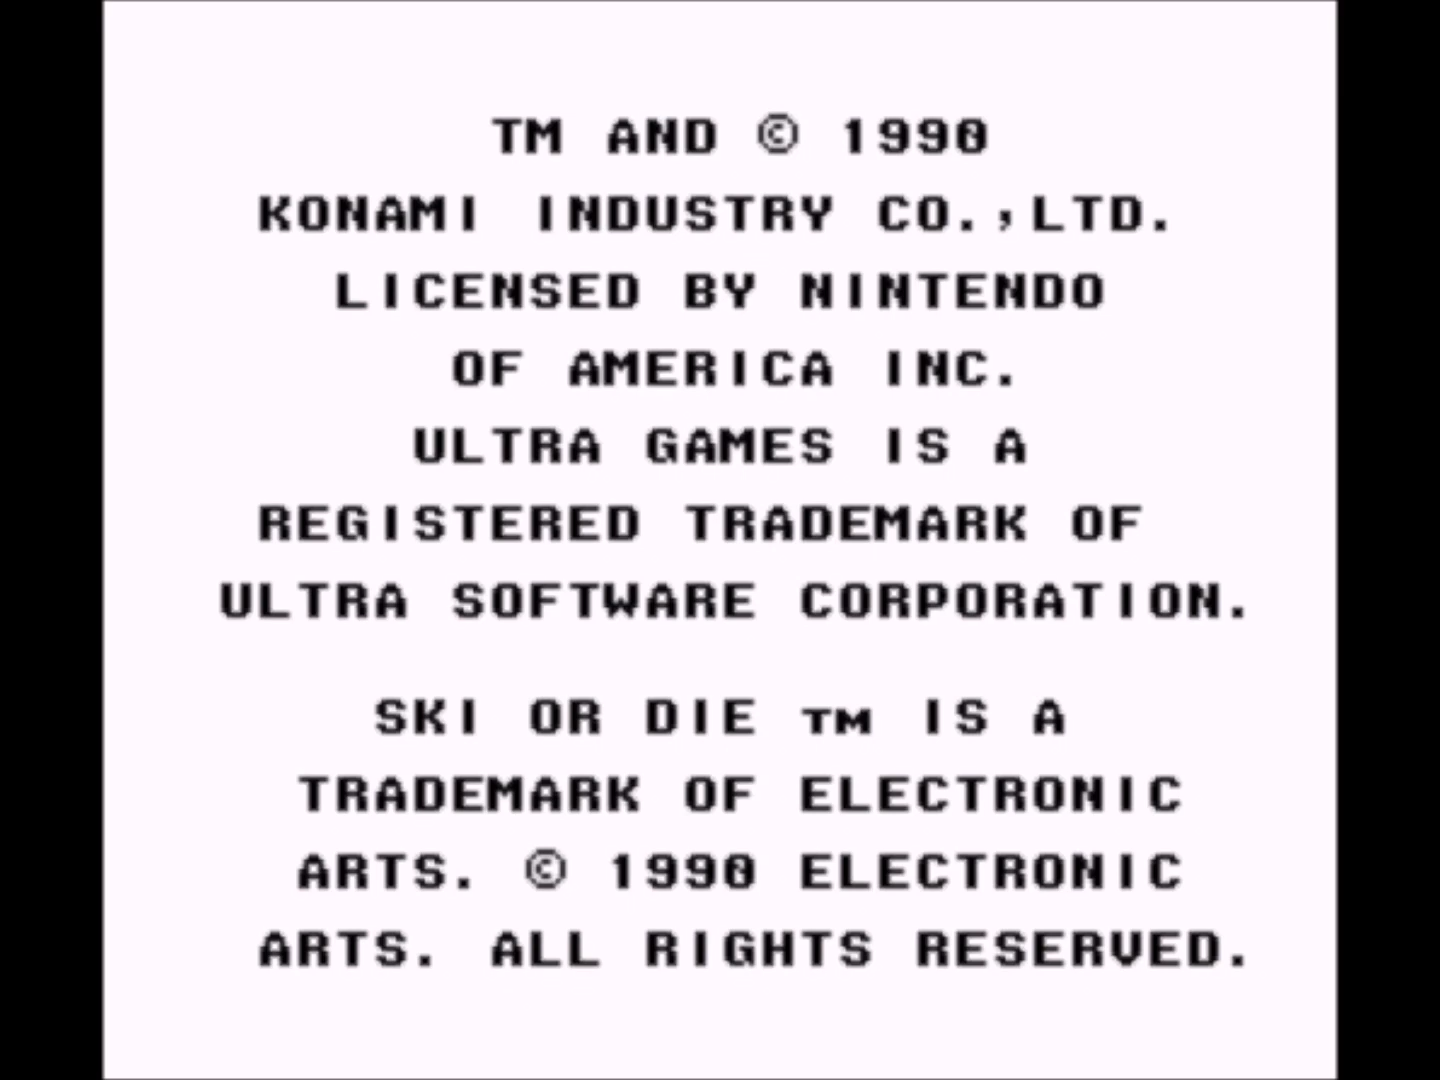 TM AND © 1990
KONAMI INDUSTRY CO.,LTD.
LICENSED BY NINTENDO
OF AMERICA INC.
ULTRA GAMES IS A
REGISTERED TRADEMARK OF
ULTRA SOFTWARE CORPORATION.
SKI OR DIE ™ IS A
TRADEMARK OF ELECTRONIC
ARTS. © 1990 ELECTRONIC
ARTS. ALL RIGHTS RESERVED.